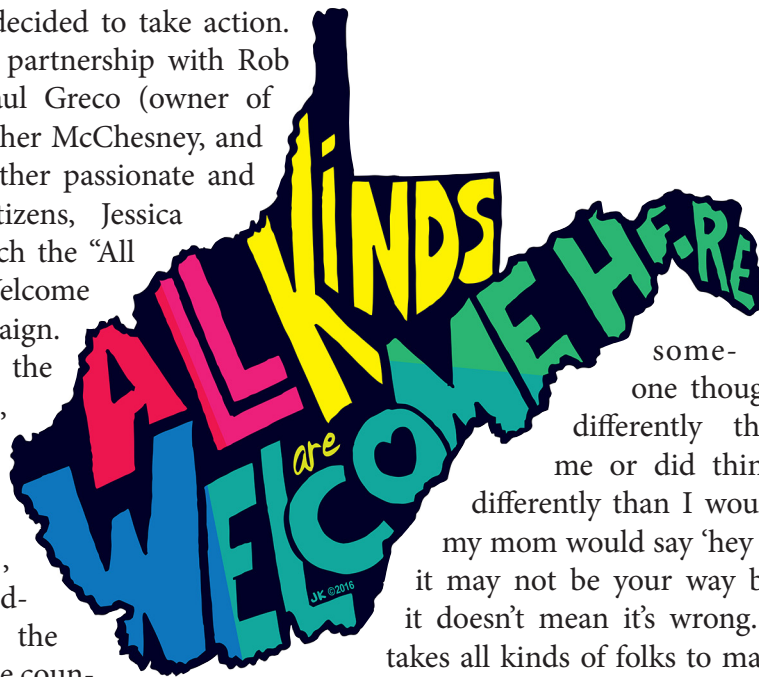 decided to take action.
partnership with Rob
aul Greco (owner of
her McChesney, and
ther passionate and
tizens, Jessica
ch the “All
elcome
aign.
the
,
,
d-
the
e coun-
ALL KiNDS
are
WELCOME HERE
JK ©2016
some-
one thoug
differently th
me or did thin
differently than I wou
my mom would say ‘hey
it may not be your way b
it doesn’t mean it’s wrong.
takes all kinds of folks to ma